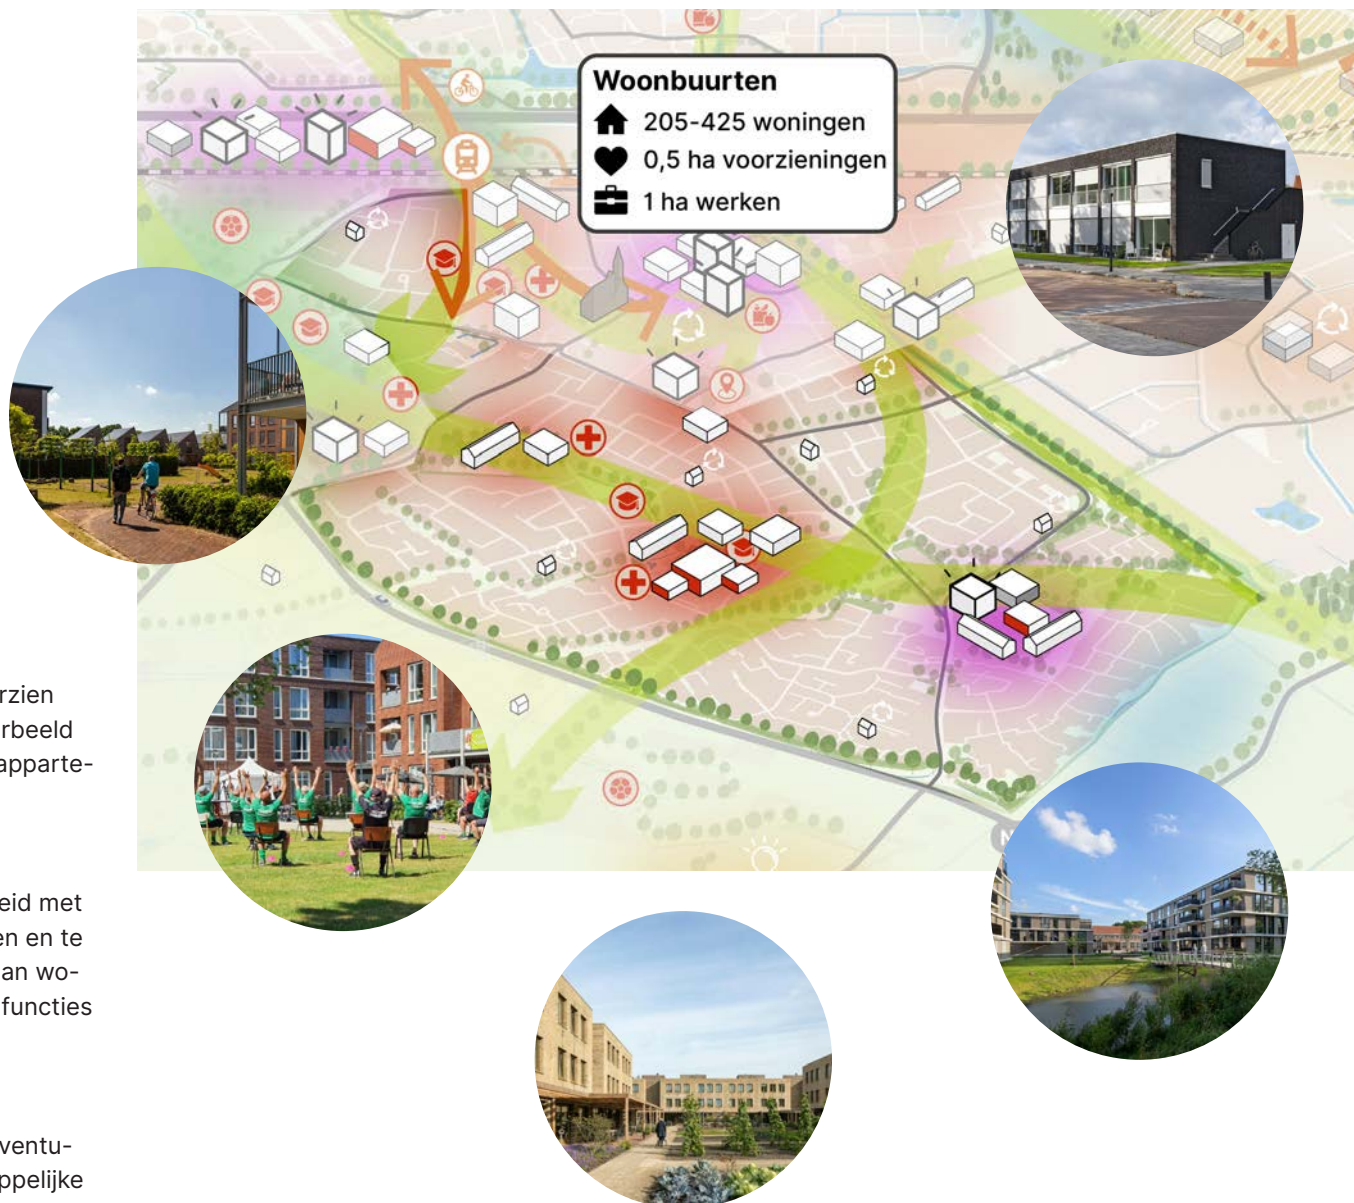 Woonbuurten
205-425 woningen
0,5 ha voorzieningen
1 ha werken
rzien
rbeeld
apparte-
eid met
en en te
an wo-
functies
ventu-
ppelijke